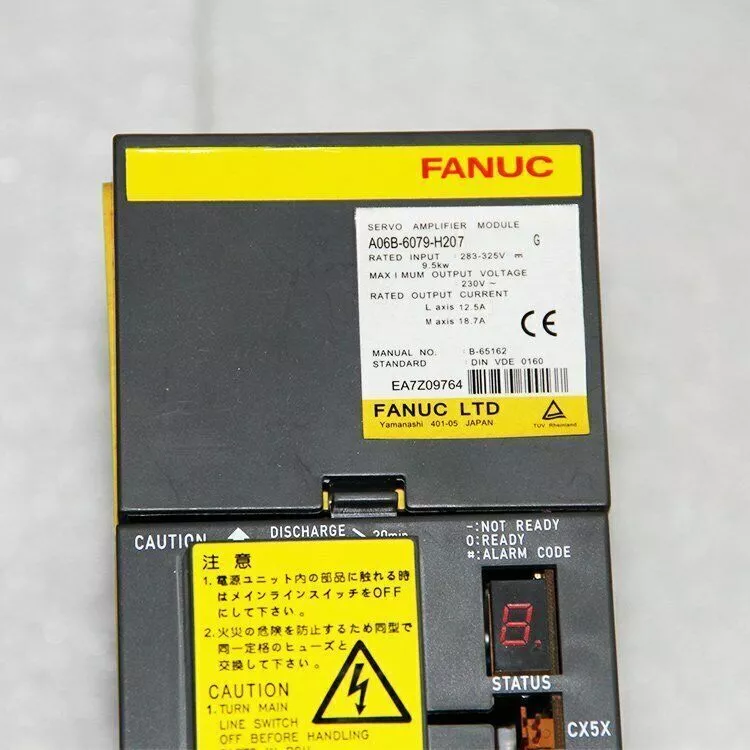 FANUC
SERVO AMPLIFIER MODULE
A06B-6079-H207 G
RATED INPUT : 283-325V ⎓
9.5kw
MAXIMUM OUTPUT VOLTAGE
: 230V ~
RATED OUTPUT CURRENT
L axis 12.5A
M axis 18.7A
CE
MANUAL NO. : B-65162
STANDARD : DIN VDE 0160
EA7Z09764
FANUC LTD
Yamanashi 401-05 JAPAN
TÜV Rheinland
CAUTION
DISCHARGE > 20min
-:NOT READY
0:READY
#:ALARM CODE
8
STATUS
CX5X
注 意
1. 電源ユニット内の部品に触れる時
はメインラインスイッチをOFF
にして下さい。
2. 火災の危険を防止するため同型で
同一定格のヒューズと
交換して下さい。
CAUTION
1. TURN MAIN
LINE SWITCH
OFF BEFORE HANDLING